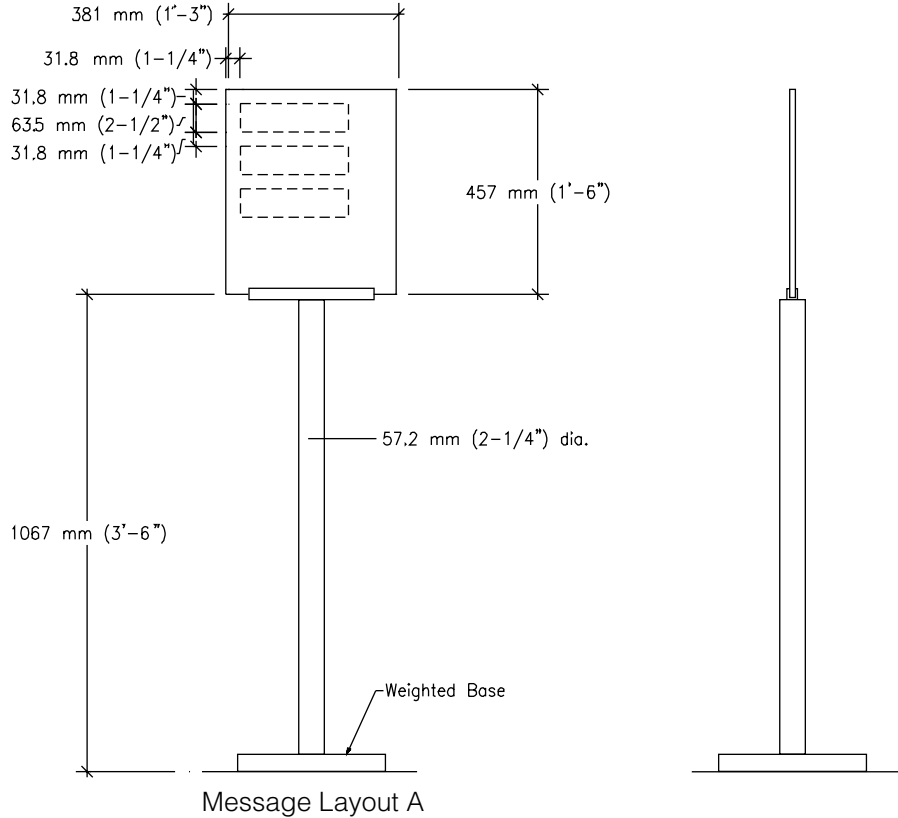 381 mm (1'-3")
31.8 mm (1-1/4")
31.8 mm (1-1/4")
63.5 mm (2-1/2")
31.8 mm (1-1/4")
457 mm (1'-6")
57.2 mm (2-1/4") dia.
1067 mm (3'-6")
Weighted Base
Message Layout A